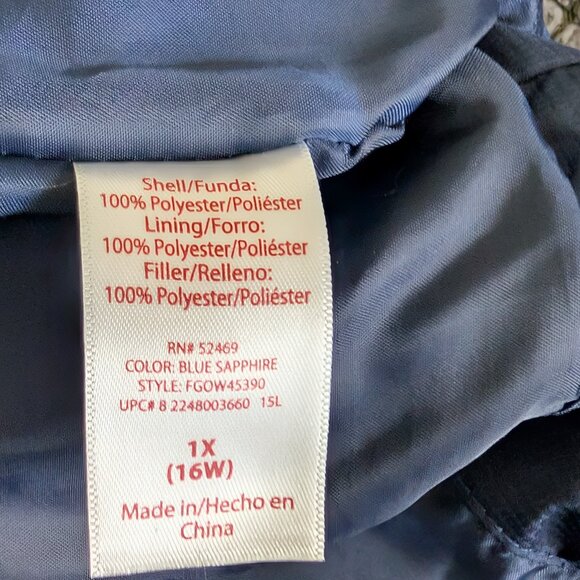 Shell/Funda:
100% Polyester/Poliéster
Lining/Forro:
100% Polyester/Poliéster
Filler/Relleno:
100% Polyester/Poliéster
RN# 52469
COLOR: BLUE SAPPHIRE
STYLE: FGOW45390
UPC# 8 2248003660 15L
1X
(16W)
Made in/Hecho en
China